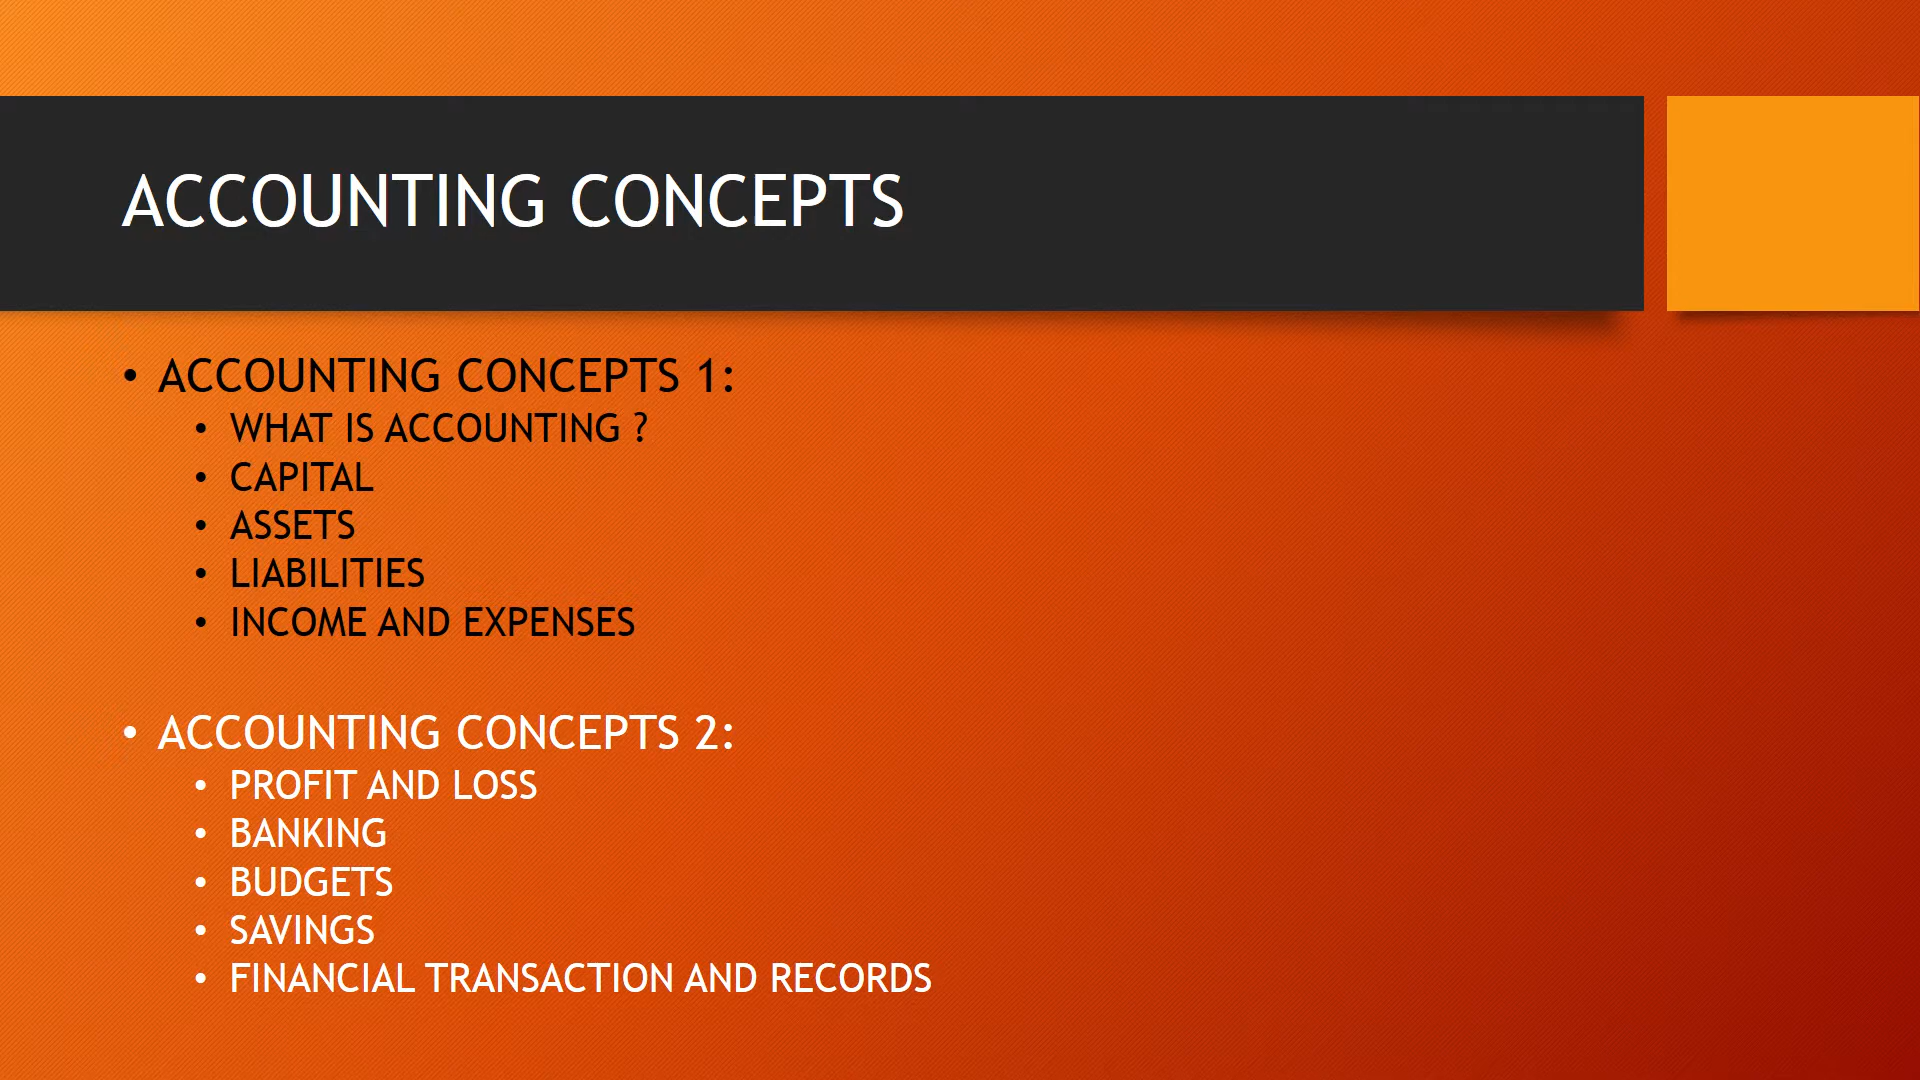 ACCOUNTING CONCEPTS
• ACCOUNTING CONCEPTS 1:
• WHAT IS ACCOUNTING ?
• CAPITAL
• ASSETS
• LIABILITIES
• INCOME AND EXPENSES
• ACCOUNTING CONCEPTS 2:
• PROFIT AND LOSS
• BANKING
• BUDGETS
• SAVINGS
• FINANCIAL TRANSACTION AND RECORDS